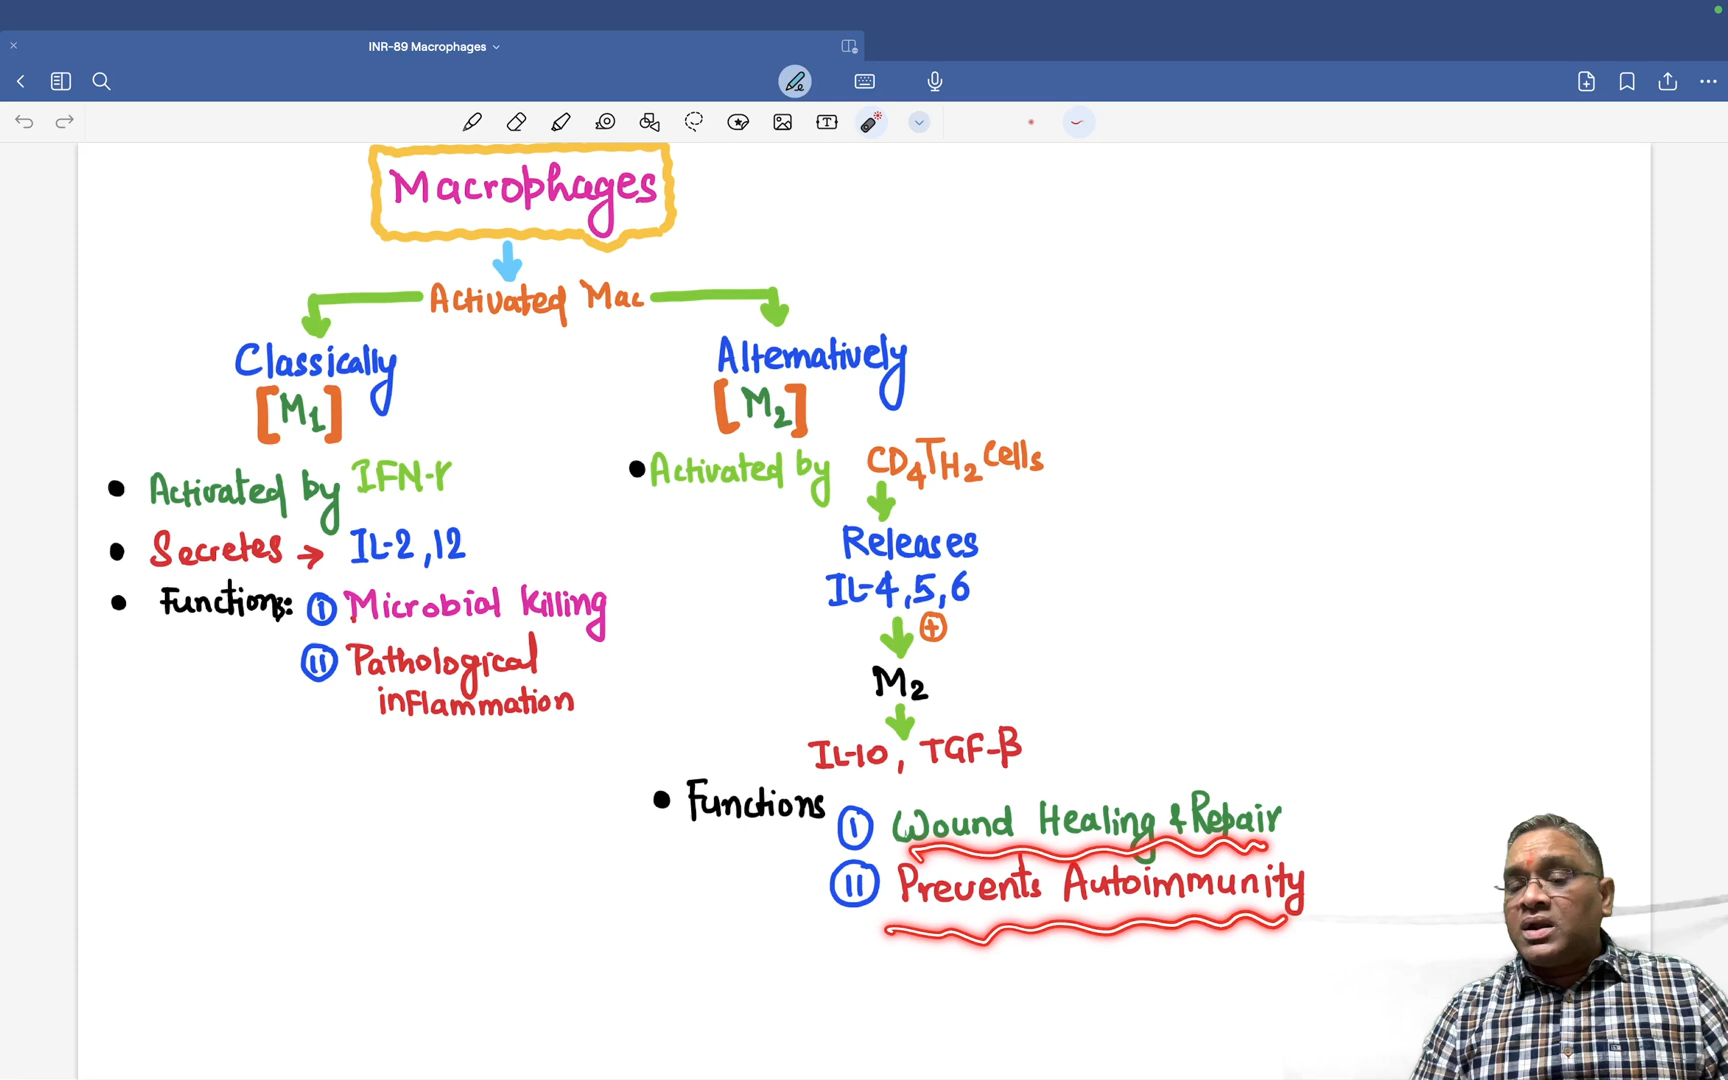 INR-89 Macrophages
Macrophages
Activated Mac
Classically
[M1]
• Activated by IFN-γ
• Secretes → IL-2, 12
• Functions: (I) Microbial Killing
(II) Pathological
inflammation
Alternatively
[M2]
• Activated by CD4TH2 Cells
Releases
IL-4, 5, 6
+
M2
IL-10, TGF-β
• Functions
(I) Wound Healing & Repair
(II) Prevents Autoimmunity